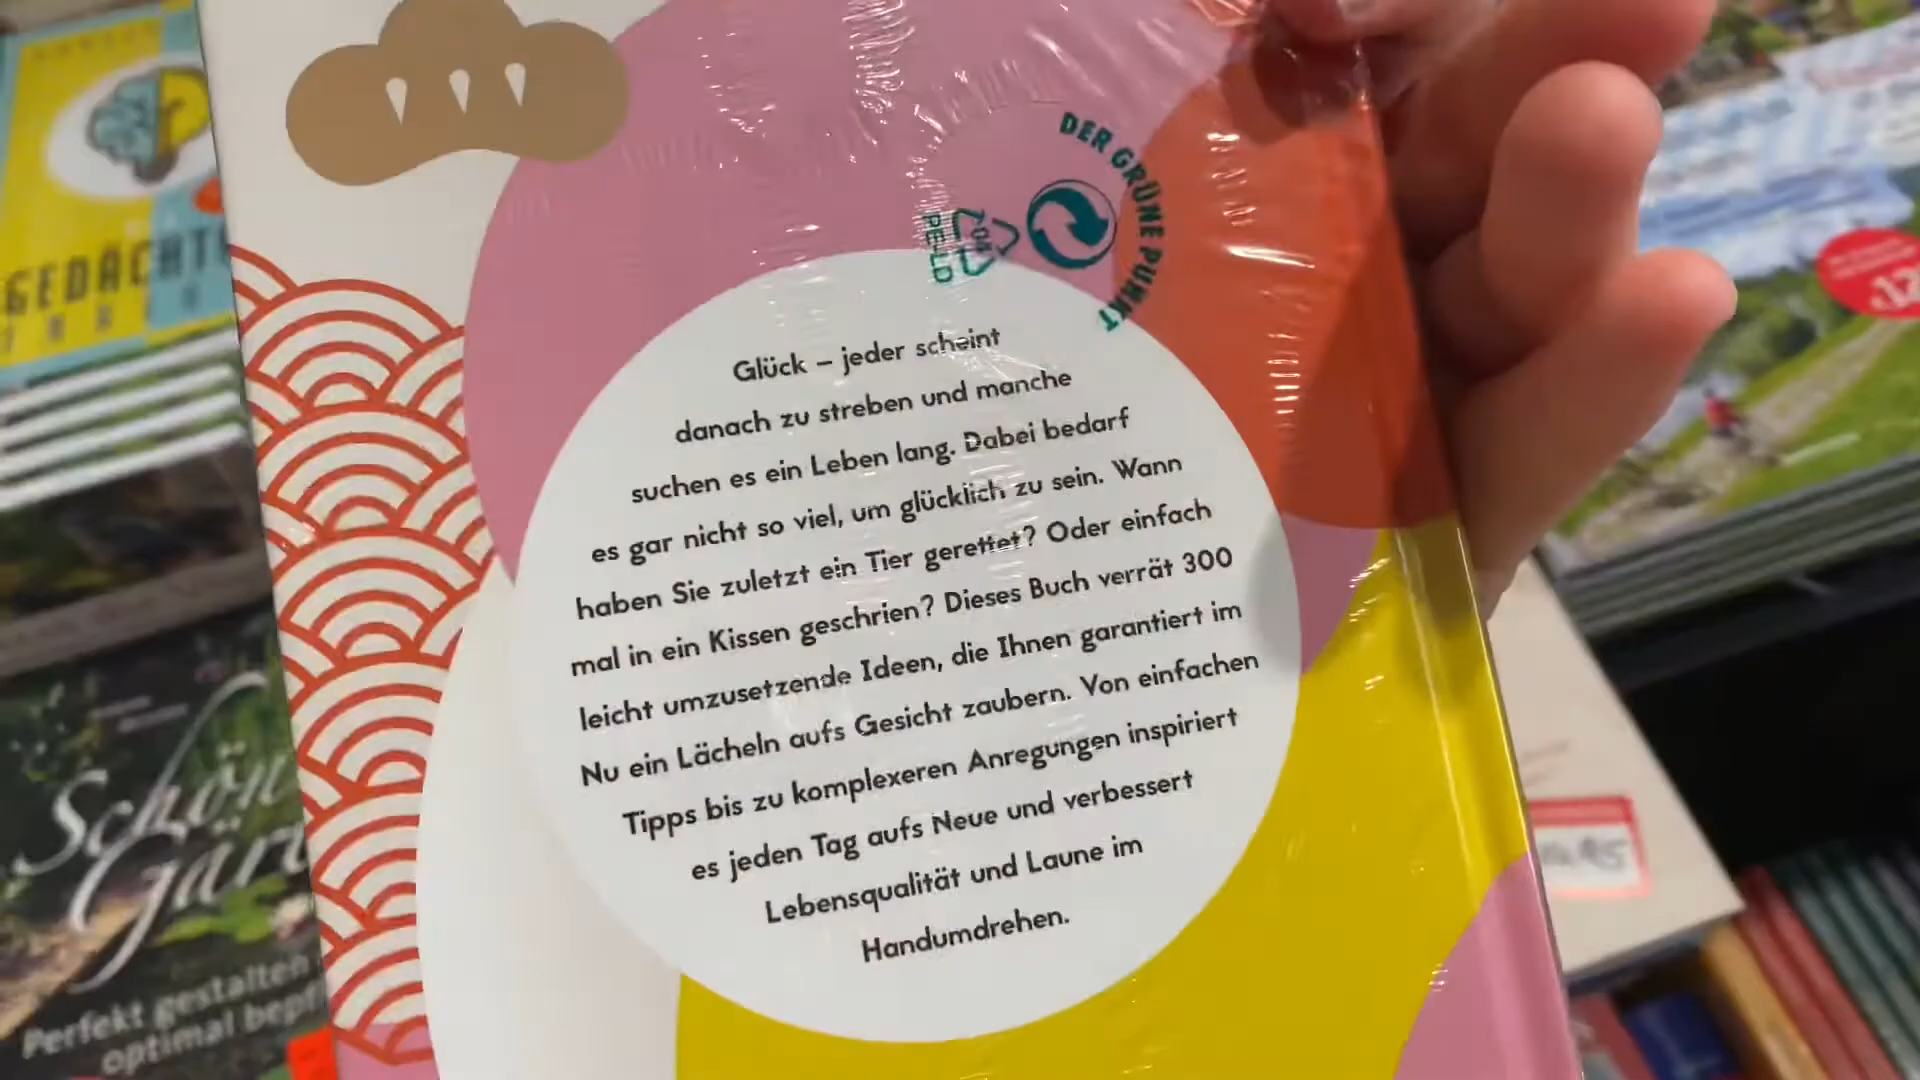 DER GRÜNE PUNKT
04
PE-LD
Glück – jeder scheint
danach zu streben und manche
suchen es ein Leben lang. Dabei bedarf
es gar nicht so viel, um glücklich zu sein. Wann
haben Sie zuletzt ein Tier gerettet? Oder einfach
mal in ein Kissen geschrien? Dieses Buch verrät 300
leicht umzusetzende Ideen, die Ihnen garantiert im
Nu ein Lächeln aufs Gesicht zaubern. Von einfachen
Tipps bis zu komplexeren Anregungen inspiriert
es jeden Tag aufs Neue und verbessert
Lebensqualität und Laune im
Handumdrehen.
Schön
Perfekt gestalten
optimal